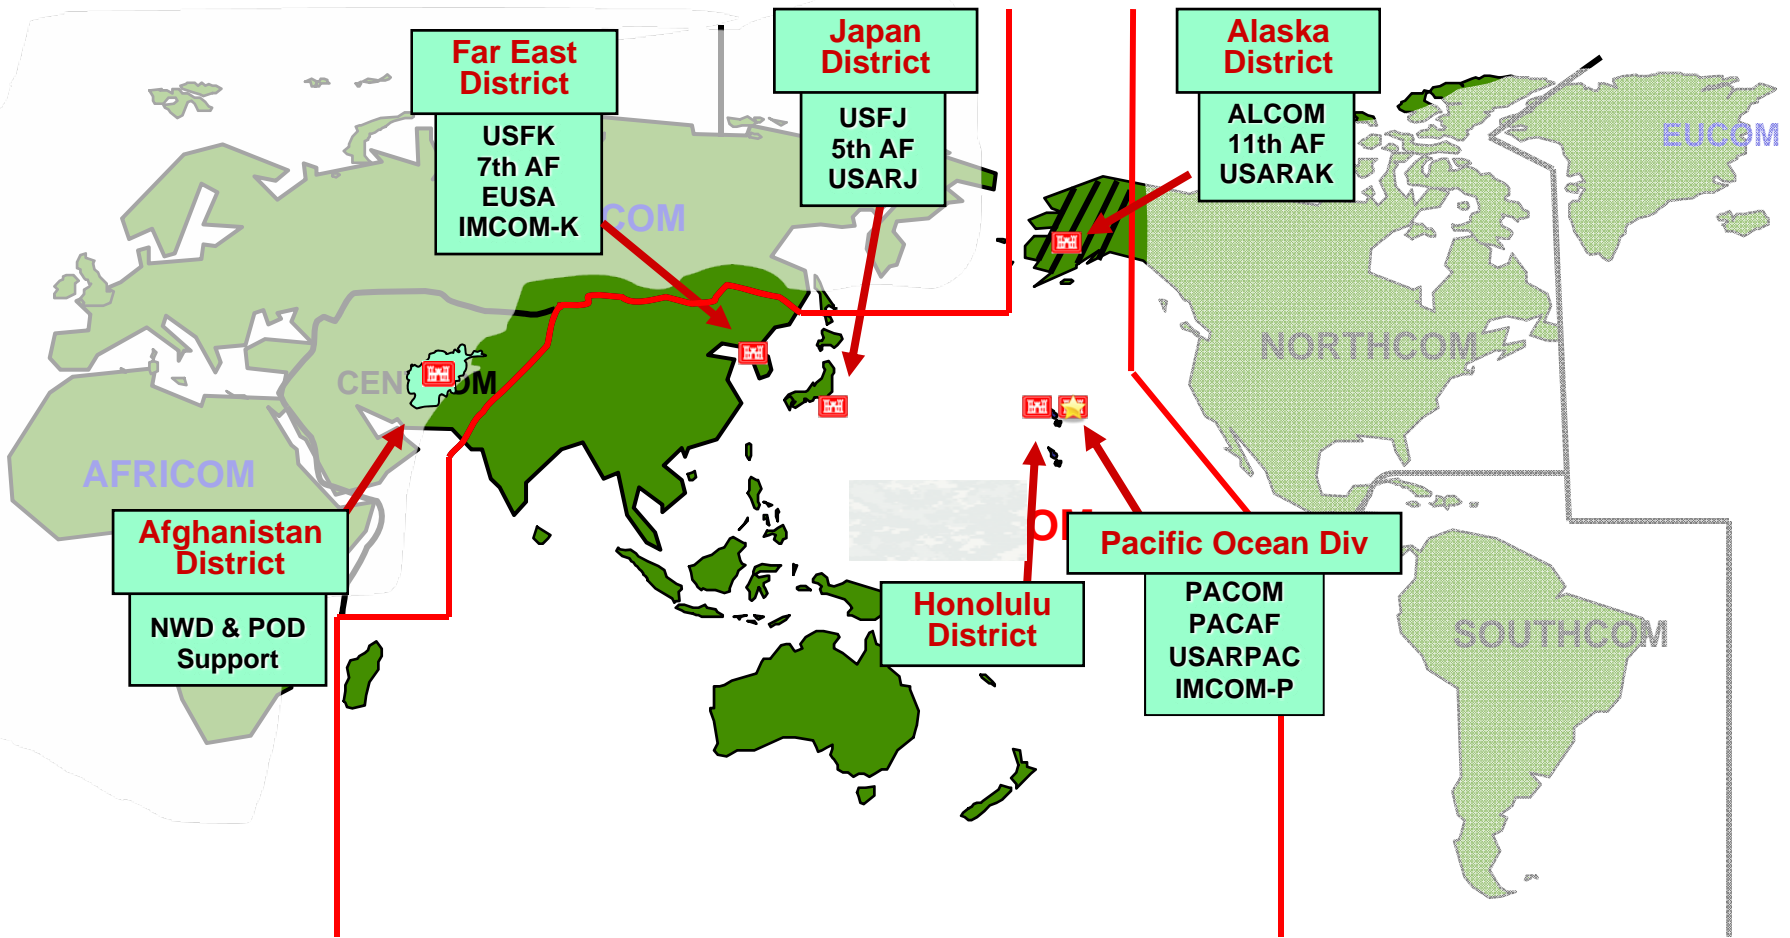 Far East
District
USFK
7th AF
EUSA
IMCOM-K
Japan
District
USFJ
5th AF
USARJ
Alaska
District
ALCOM
11th AF
USARAK
EUCOM
COM
NORTHCOM
AFRICOM
Afghanistan
District
NWD & POD
Support
Honolulu
District
Pacific Ocean Div
PACOM
PACAF
USARPAC
IMCOM-P
SOUTHCOM